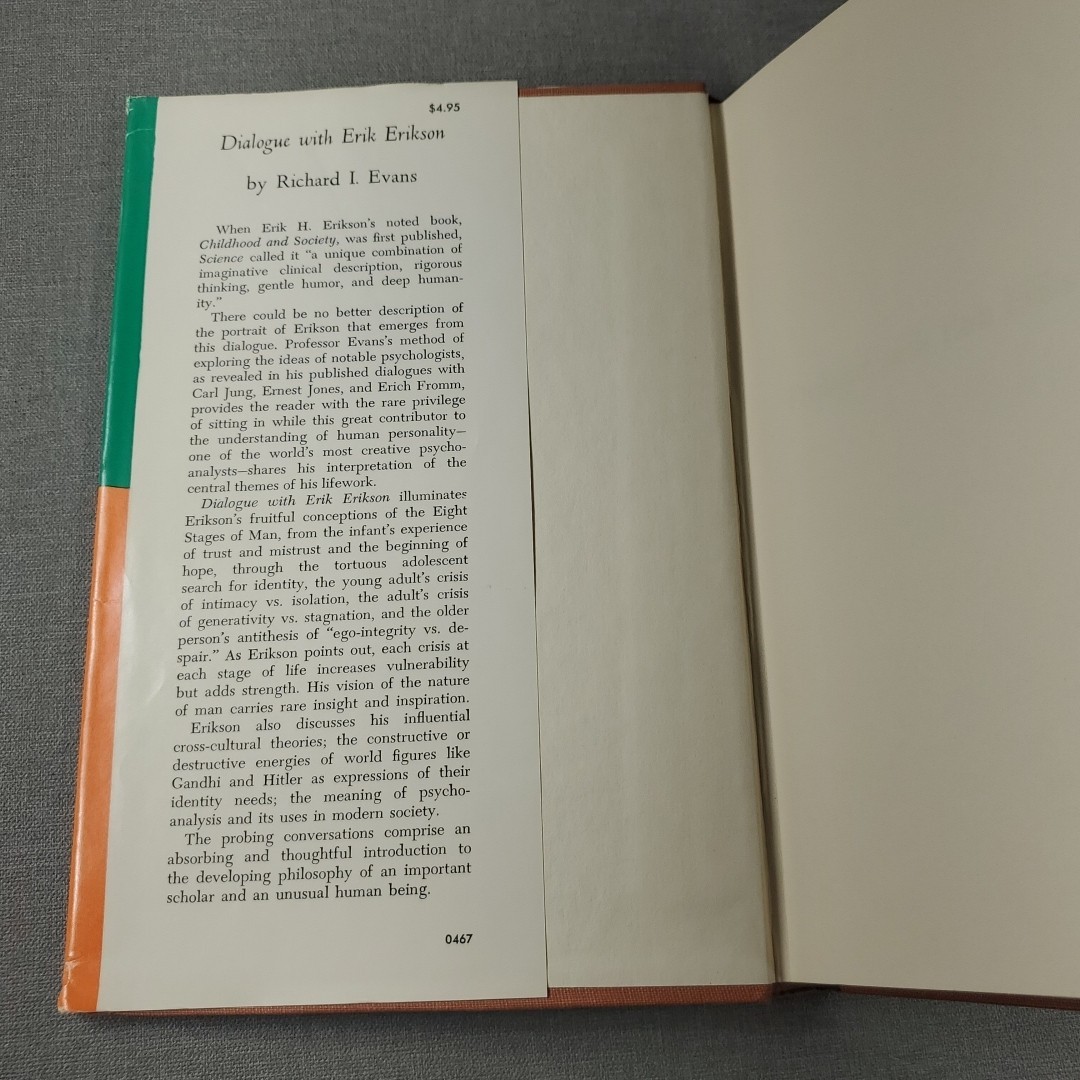 $4.95
Dialogue with Erik Erikson
by Richard I. Evans
When Erik H. Erikson's noted book,
Childhood and Society, was first published,
Science called it "a unique combination of
imaginative clinical description, rigorous
thinking, gentle humor, and deep human-
ity."
There could be no better description of
the portrait of Erikson that emerges from
this dialogue. Professor Evans's method of
exploring the ideas of notable psychologists,
as revealed in his published dialogues with
Carl Jung, Ernest Jones, and Erich Fromm,
provides the reader with the rare privilege
of sitting in while this great contributor to
the understanding of human personality—
one of the world's most creative psycho-
analysts—shares his interpretation of the
central themes of his lifework.
Dialogue with Erik Erikson illuminates
Erikson's fruitful conceptions of the Eight
Stages of Man, from the infant's experience
of trust and mistrust and the beginning of
hope, through the tortuous adolescent
search for identity, the young adult's crisis
of intimacy vs. isolation, the adult's crisis
of generativity vs. stagnation, and the older
person's antithesis of "ego-integrity vs. de-
spair." As Erikson points out, each crisis at
each stage of life increases vulnerability
but adds strength. His vision of the nature
of man carries rare insight and inspiration.
Erikson also discusses his influential
cross-cultural theories; the constructive or
destructive energies of world figures like
Gandhi and Hitler as expressions of their
identity needs; the meaning of psycho-
analysis and its uses in modern society.
The probing conversations comprise an
absorbing and thoughtful introduction to
the developing philosophy of an important
scholar and an unusual human being.
0467